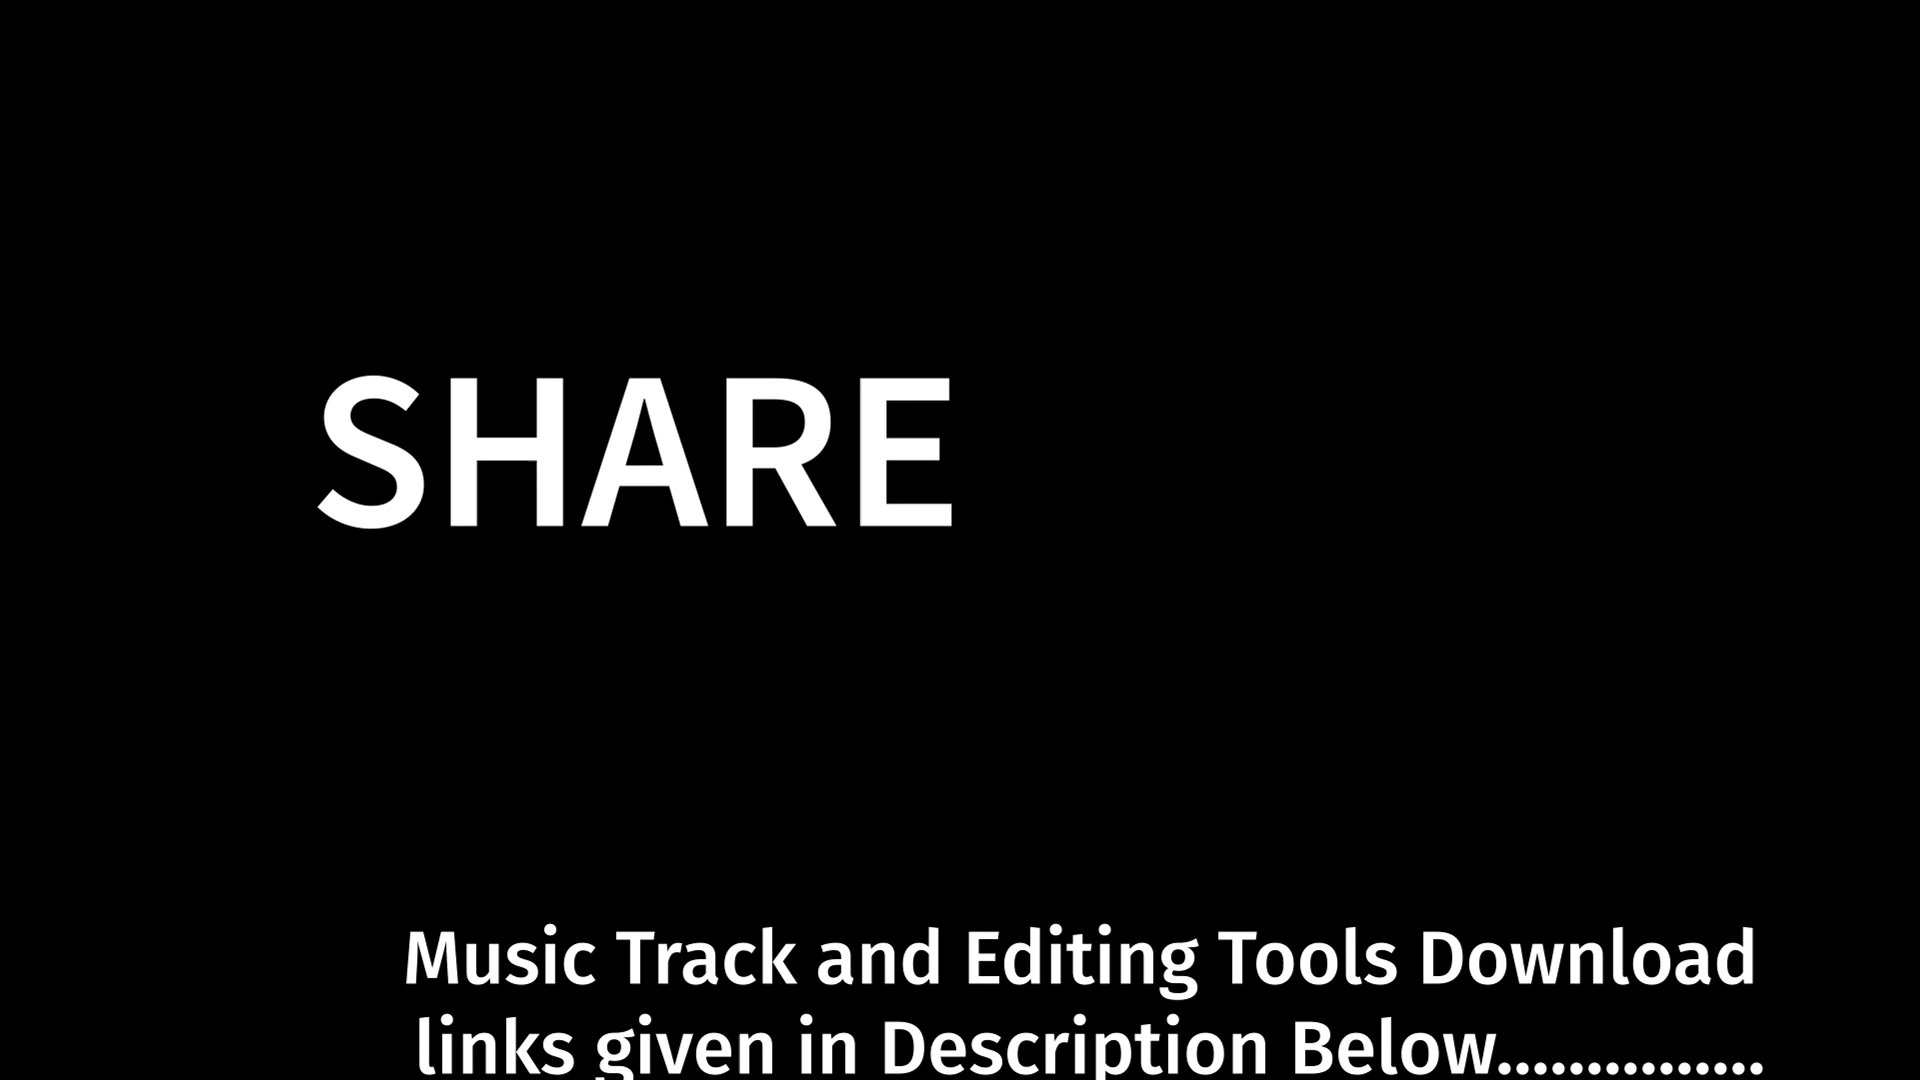 SHARE
Music Track and Editing Tools Download
links given in Description Below...............